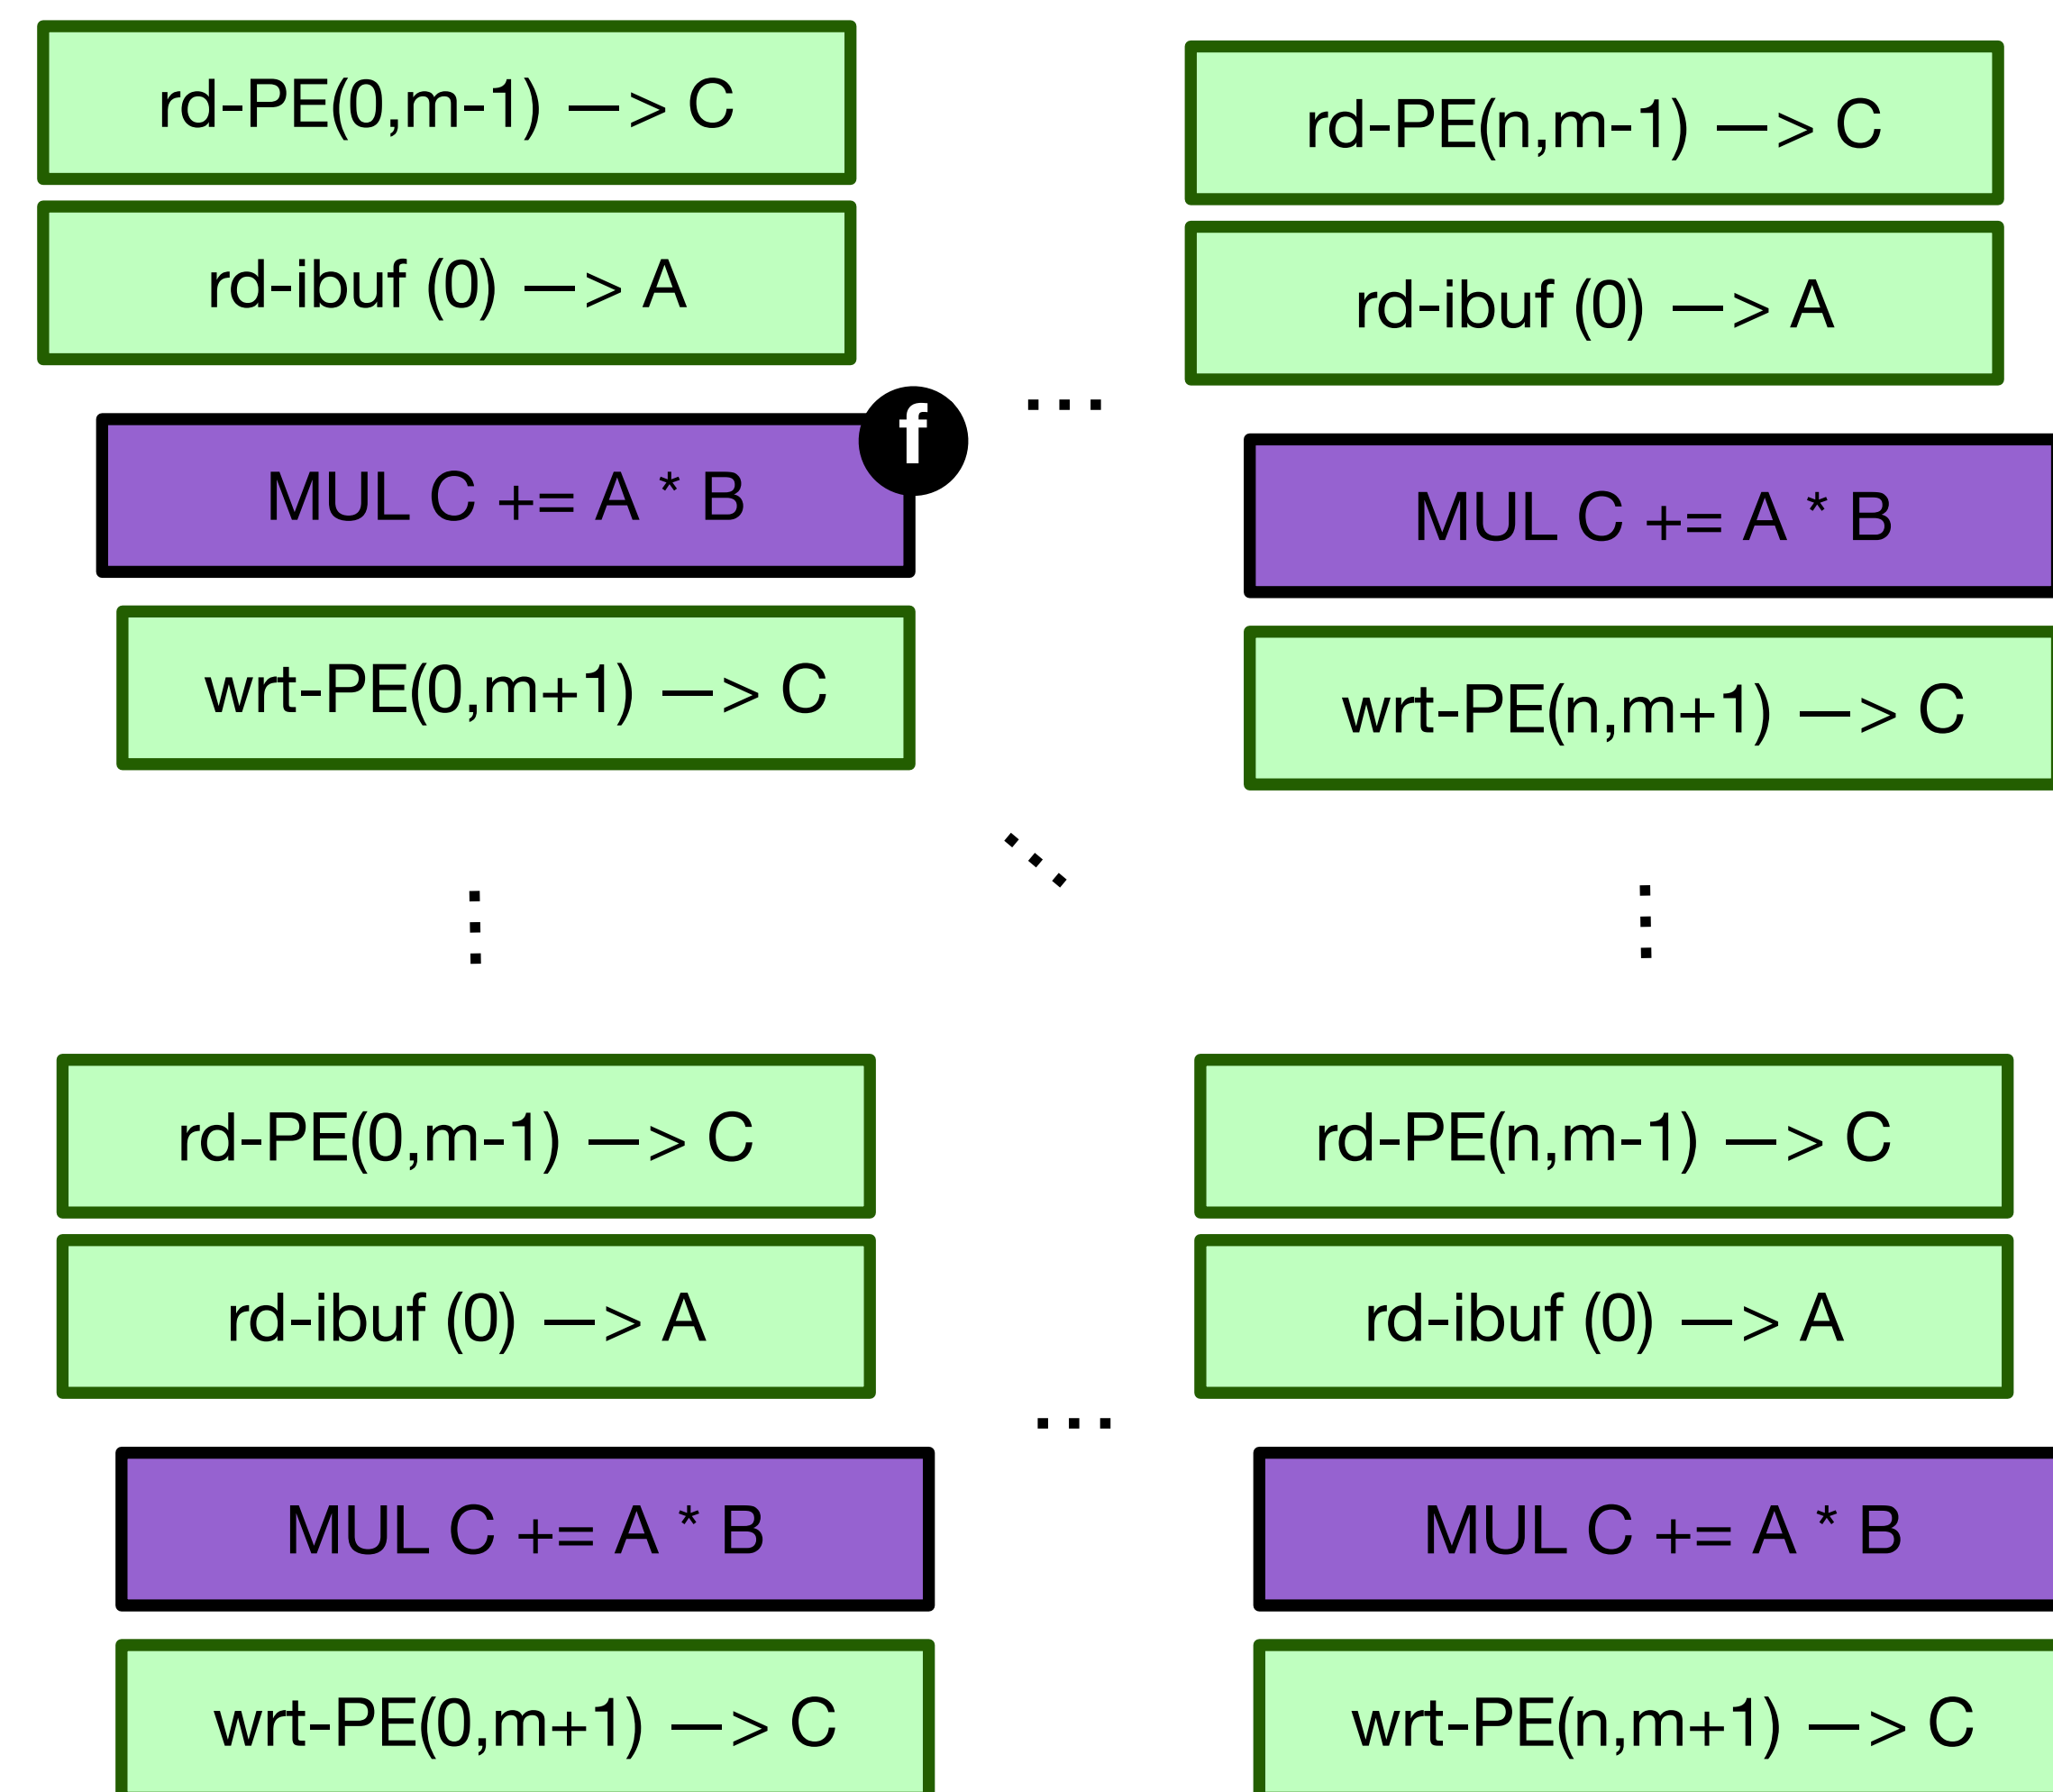 rd-PE(0,m-1) —> C
rd-ibuf (0) —> A
f
MUL C += A * B
wrt-PE(0,m+1) —> C
...
rd-PE(n,m-1) —> C
rd-ibuf (0) —> A
MUL C += A * B
wrt-PE(n,m+1) —> C
...
...
...
rd-PE(0,m-1) —> C
rd-ibuf (0) —> A
MUL C += A * B
wrt-PE(0,m+1) —> C
...
rd-PE(n,m-1) —> C
rd-ibuf (0) —> A
MUL C += A * B
wrt-PE(n,m+1) —> C